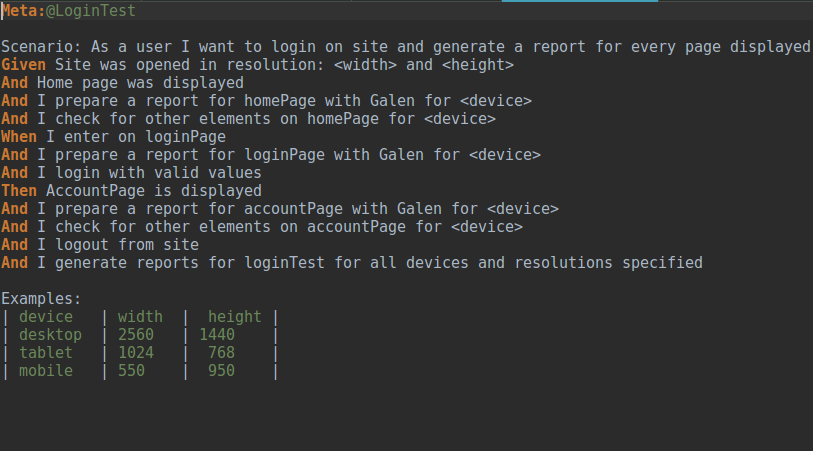 Meta:@LoginTest
Scenario: As a user I want to login on site and generate a report for every page displayed
Given Site was opened in resolution: <width> and <height>
And Home page was displayed
And I prepare a report for homePage with Galen for <device>
And I check for other elements on homePage for <device>
When I enter on loginPage
And I prepare a report for loginPage with Galen for <device>
And I login with valid values
Then AccountPage is displayed
And I prepare a report for accountPage with Galen for <device>
And I check for other elements on accountPage for <device>
And I logout from site
And I generate reports for loginTest for all devices and resolutions specified
Examples:
| device   | width  |  height |
| desktop  | 2560   | 1440    |
| tablet   | 1024   |  768    |
| mobile   | 550    |  950    |